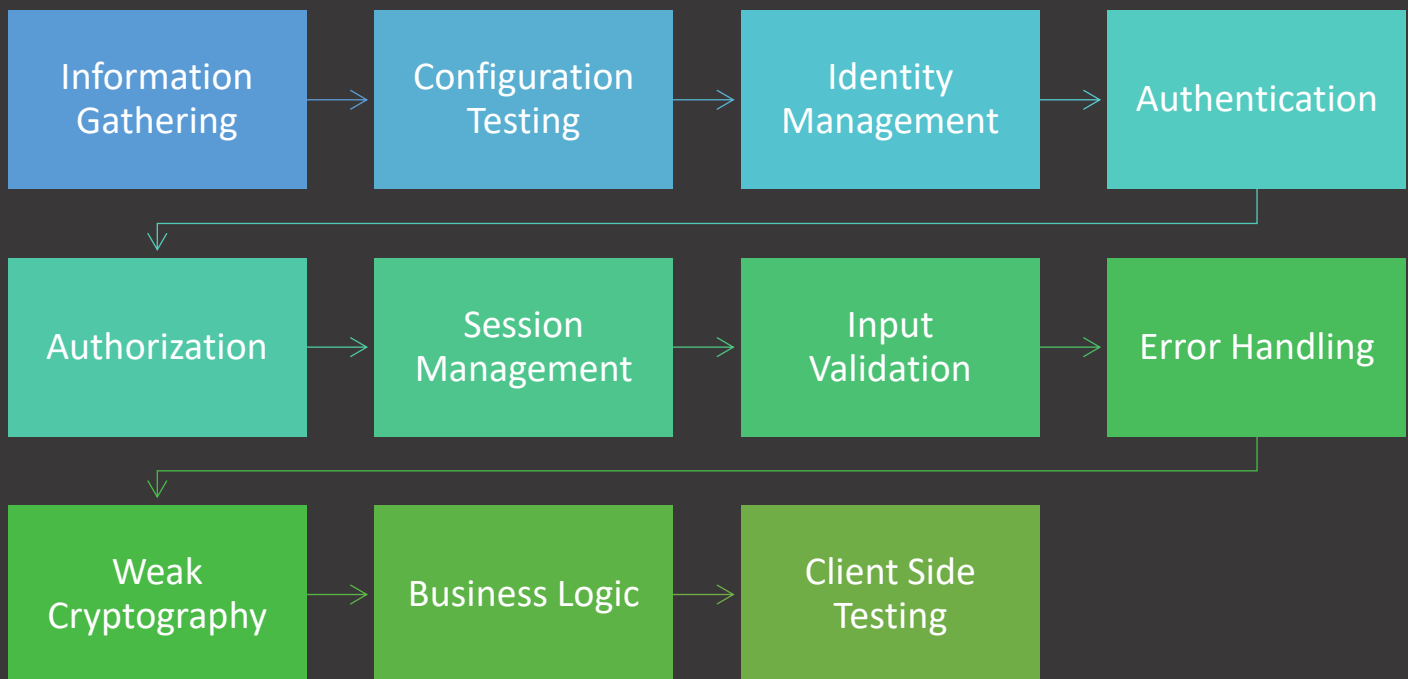 Information
Gathering
Configuration
Testing
Identity
Management
Authentication
Authorization
Session
Management
Input
Validation
Error Handling
Weak
Cryptography
Business Logic
Client Side
Testing